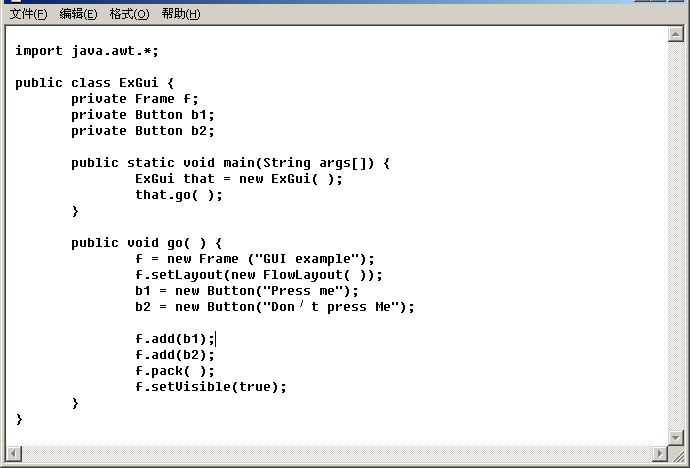 文件(F) 编辑(E) 格式(O) 帮助(H)
import java.awt.*;
public class ExGui {
private Frame f;
private Button b1;
private Button b2;
public static void main(String args[]) {
ExGui that = new ExGui( );
that.go( );
}
public void go( ) {
f = new Frame ("GUI example");
f.setLayout(new FlowLayout( ));
b1 = new Button("Press me");
b2 = new Button("Don′t press Me");
f.add(b1);
f.add(b2);
f.pack( );
f.setVisible(true);
}
}